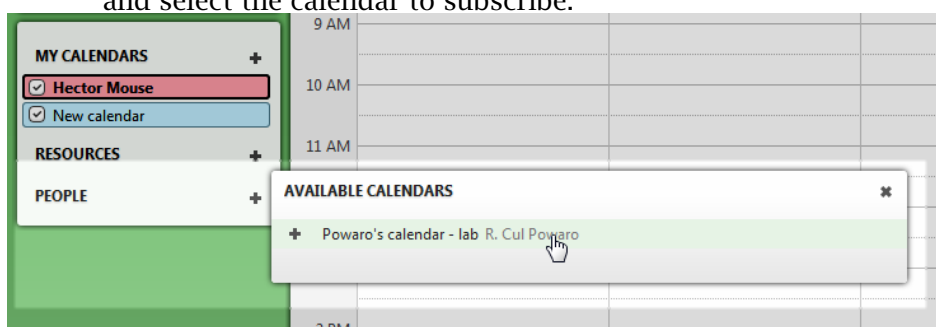 and select the calendar to subscribe.
9 AM
MY CALENDARS
Hector Mouse
10 AM
New calendar
11 AM
RESOURCES
PEOPLE
AVAILABLE CALENDARS
Powaro's calendar - lab R. Cul Powaro